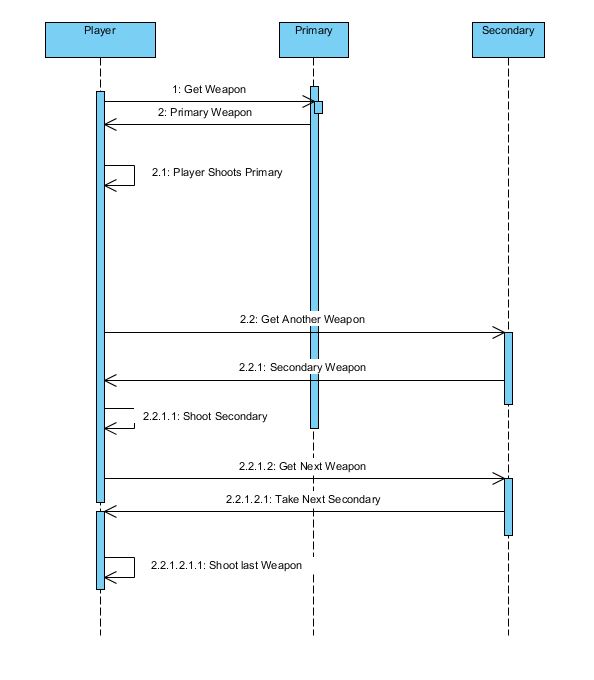 Player
Primary
Secondary
1: Get Weapon
2: Primary Weapon
2.1: Player Shoots Primary
2.2: Get Another Weapon
2.2.1: Secondary Weapon
2.2.1.1: Shoot Secondary
2.2.1.2: Get Next Weapon
2.2.1.2.1: Take Next Secondary
2.2.1.2.1.1: Shoot last Weapon